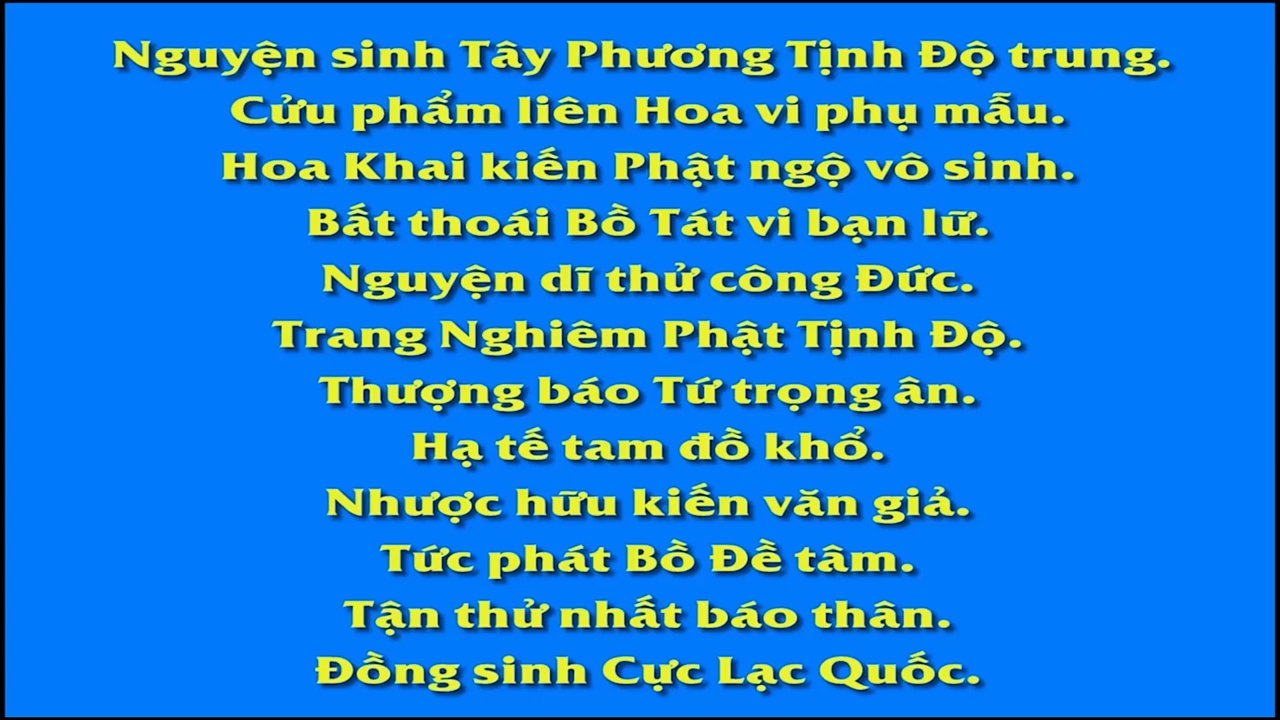 Nguyện sinh Tây Phương Tịnh Độ trung.
Cửu phẩm liên Hoa vi phụ mẫu.
Hoa Khai kiến Phật ngộ vô sinh.
Bất thoái Bồ Tát vi bạn lữ.
Nguyện dĩ thử công Đức.
Trang Nghiêm Phật Tịnh Độ.
Thượng báo Tứ trọng ân.
Hạ tế tam đồ khổ.
Nhược hữu kiến văn giả.
Tức phát Bồ Đề tâm.
Tận thử nhất báo thân.
Đồng sinh Cực Lạc Quốc.